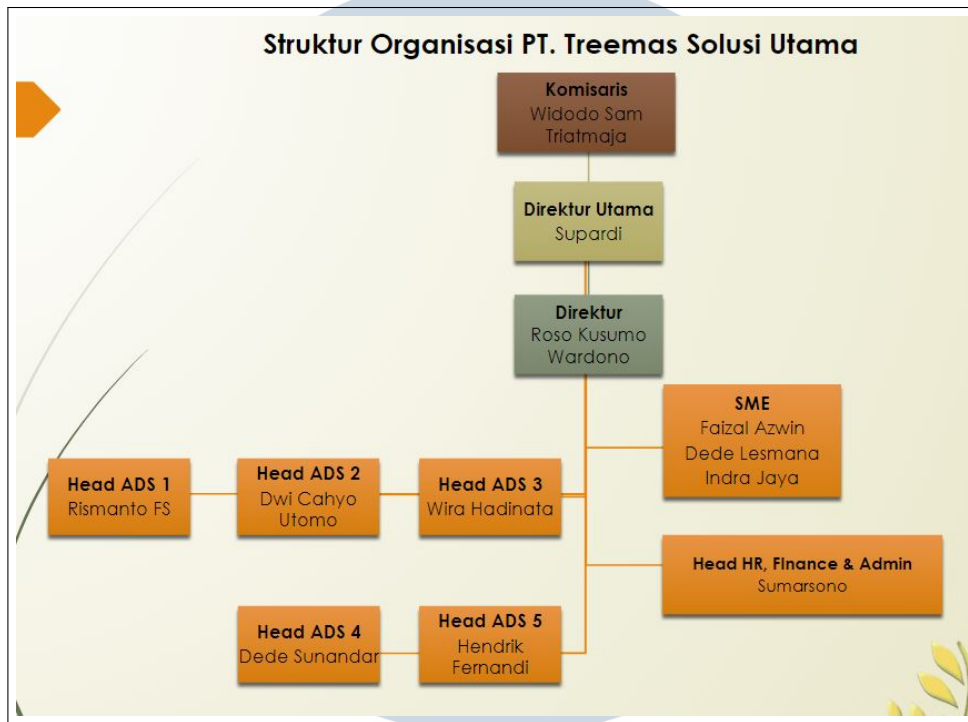 Struktur Organisasi PT. Treemas Solusi Utama
Komisaris
Widodo Sam
Triatmaja
Direktur Utama
Supardi
Direktur
Roso Kusumo
Wardono
SME
Faizal Azwin
Dede Lesmana
Indra Jaya
Head ADS 1
Rismanto FS
Head ADS 2
Dwi Cahyo
Utomo
Head ADS 3
Wira Hadinata
Head HR, FInance & Admin
Sumarsono
Head ADS 4
Dede Sunandar
Head ADS 5
Hendrik
Fernandi